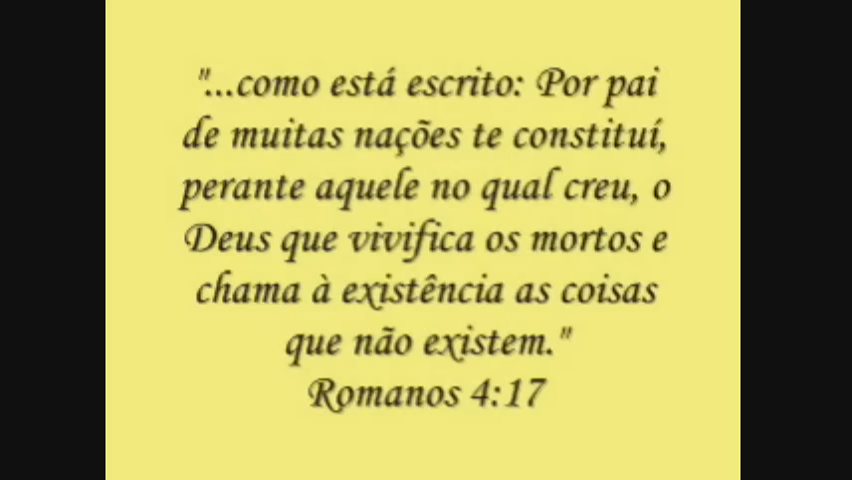 "...como está escrito: Por pai
de muitas nações te constituí,
perante aquele no qual creu, o
Deus que vivifica os mortos e
chama à existência as coisas
que não existem."
Romanos 4:17